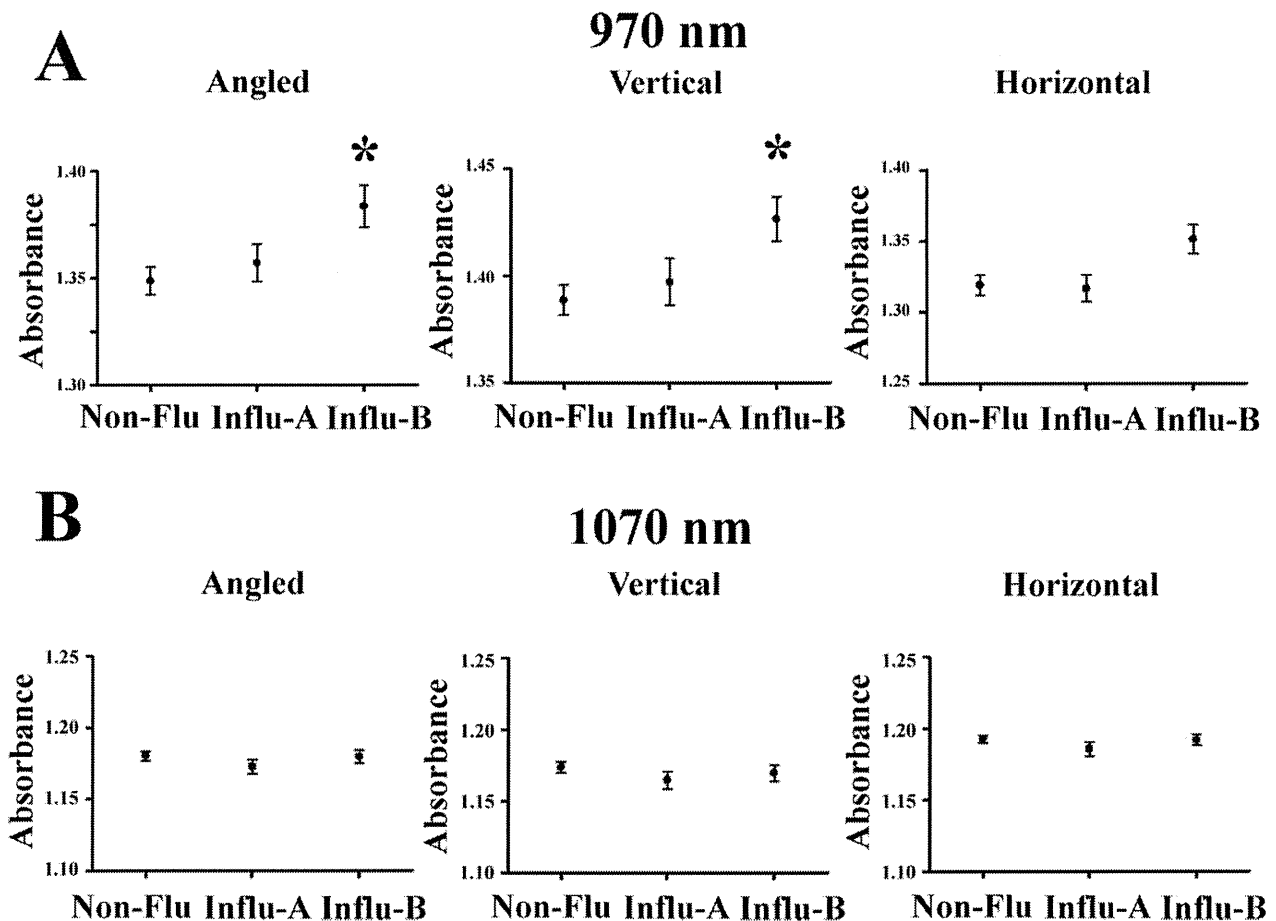 A
970 nm
Angled
Vertical
Horizontal
*
*
Absorbance
1.40
1.35
1.30
Non-Flu Influ-A Influ-B
Absorbance
1.45
1.40
1.35
Non-Flu Influ-A Influ-B
Absorbance
1.40
1.35
1.30
1.25
Non-Flu Influ-A Influ-B
B
1070 nm
Angled
Vertical
Horizontal
Absorbance
1.25
1.20
1.15
1.10
Non-Flu Influ-A Influ-B
Absorbance
1.25
1.20
1.15
1.10
Non-Flu Influ-A Influ-B
Absorbance
1.25
1.20
1.15
1.10
Non-Flu Influ-A Influ-B